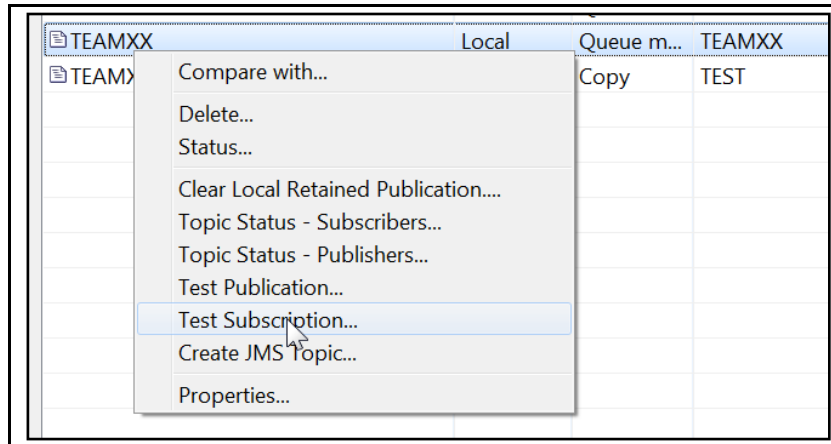 TEAMXX Local Queue m... TEAMXX
TEAMX Copy TEST
Compare with...
Delete...
Status...
Clear Local Retained Publication....
Topic Status - Subscribers...
Topic Status - Publishers...
Test Publication...
Test Subscription...
Create JMS Topic...
Properties...